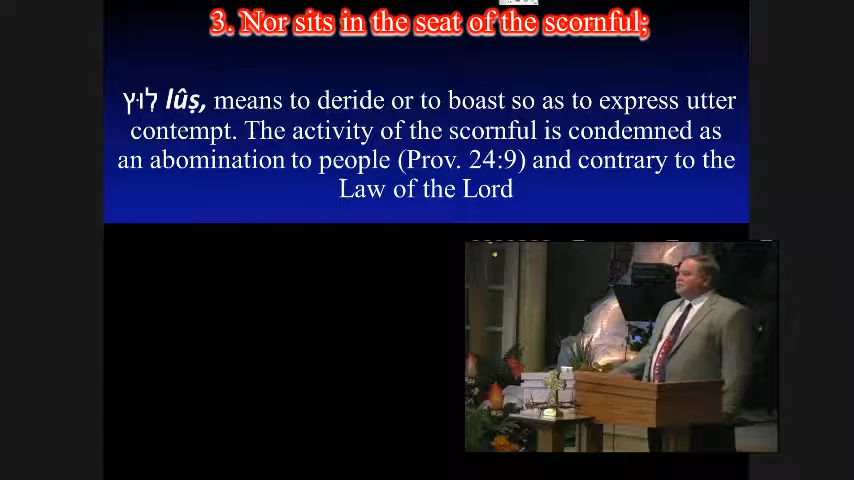 3. Nor sits in the seat of the scornful;
לוּץ lûṣ, means to deride or to boast so as to express utter
contempt. The activity of the scornful is condemned as
an abomination to people (Prov. 24:9) and contrary to the
Law of the Lord